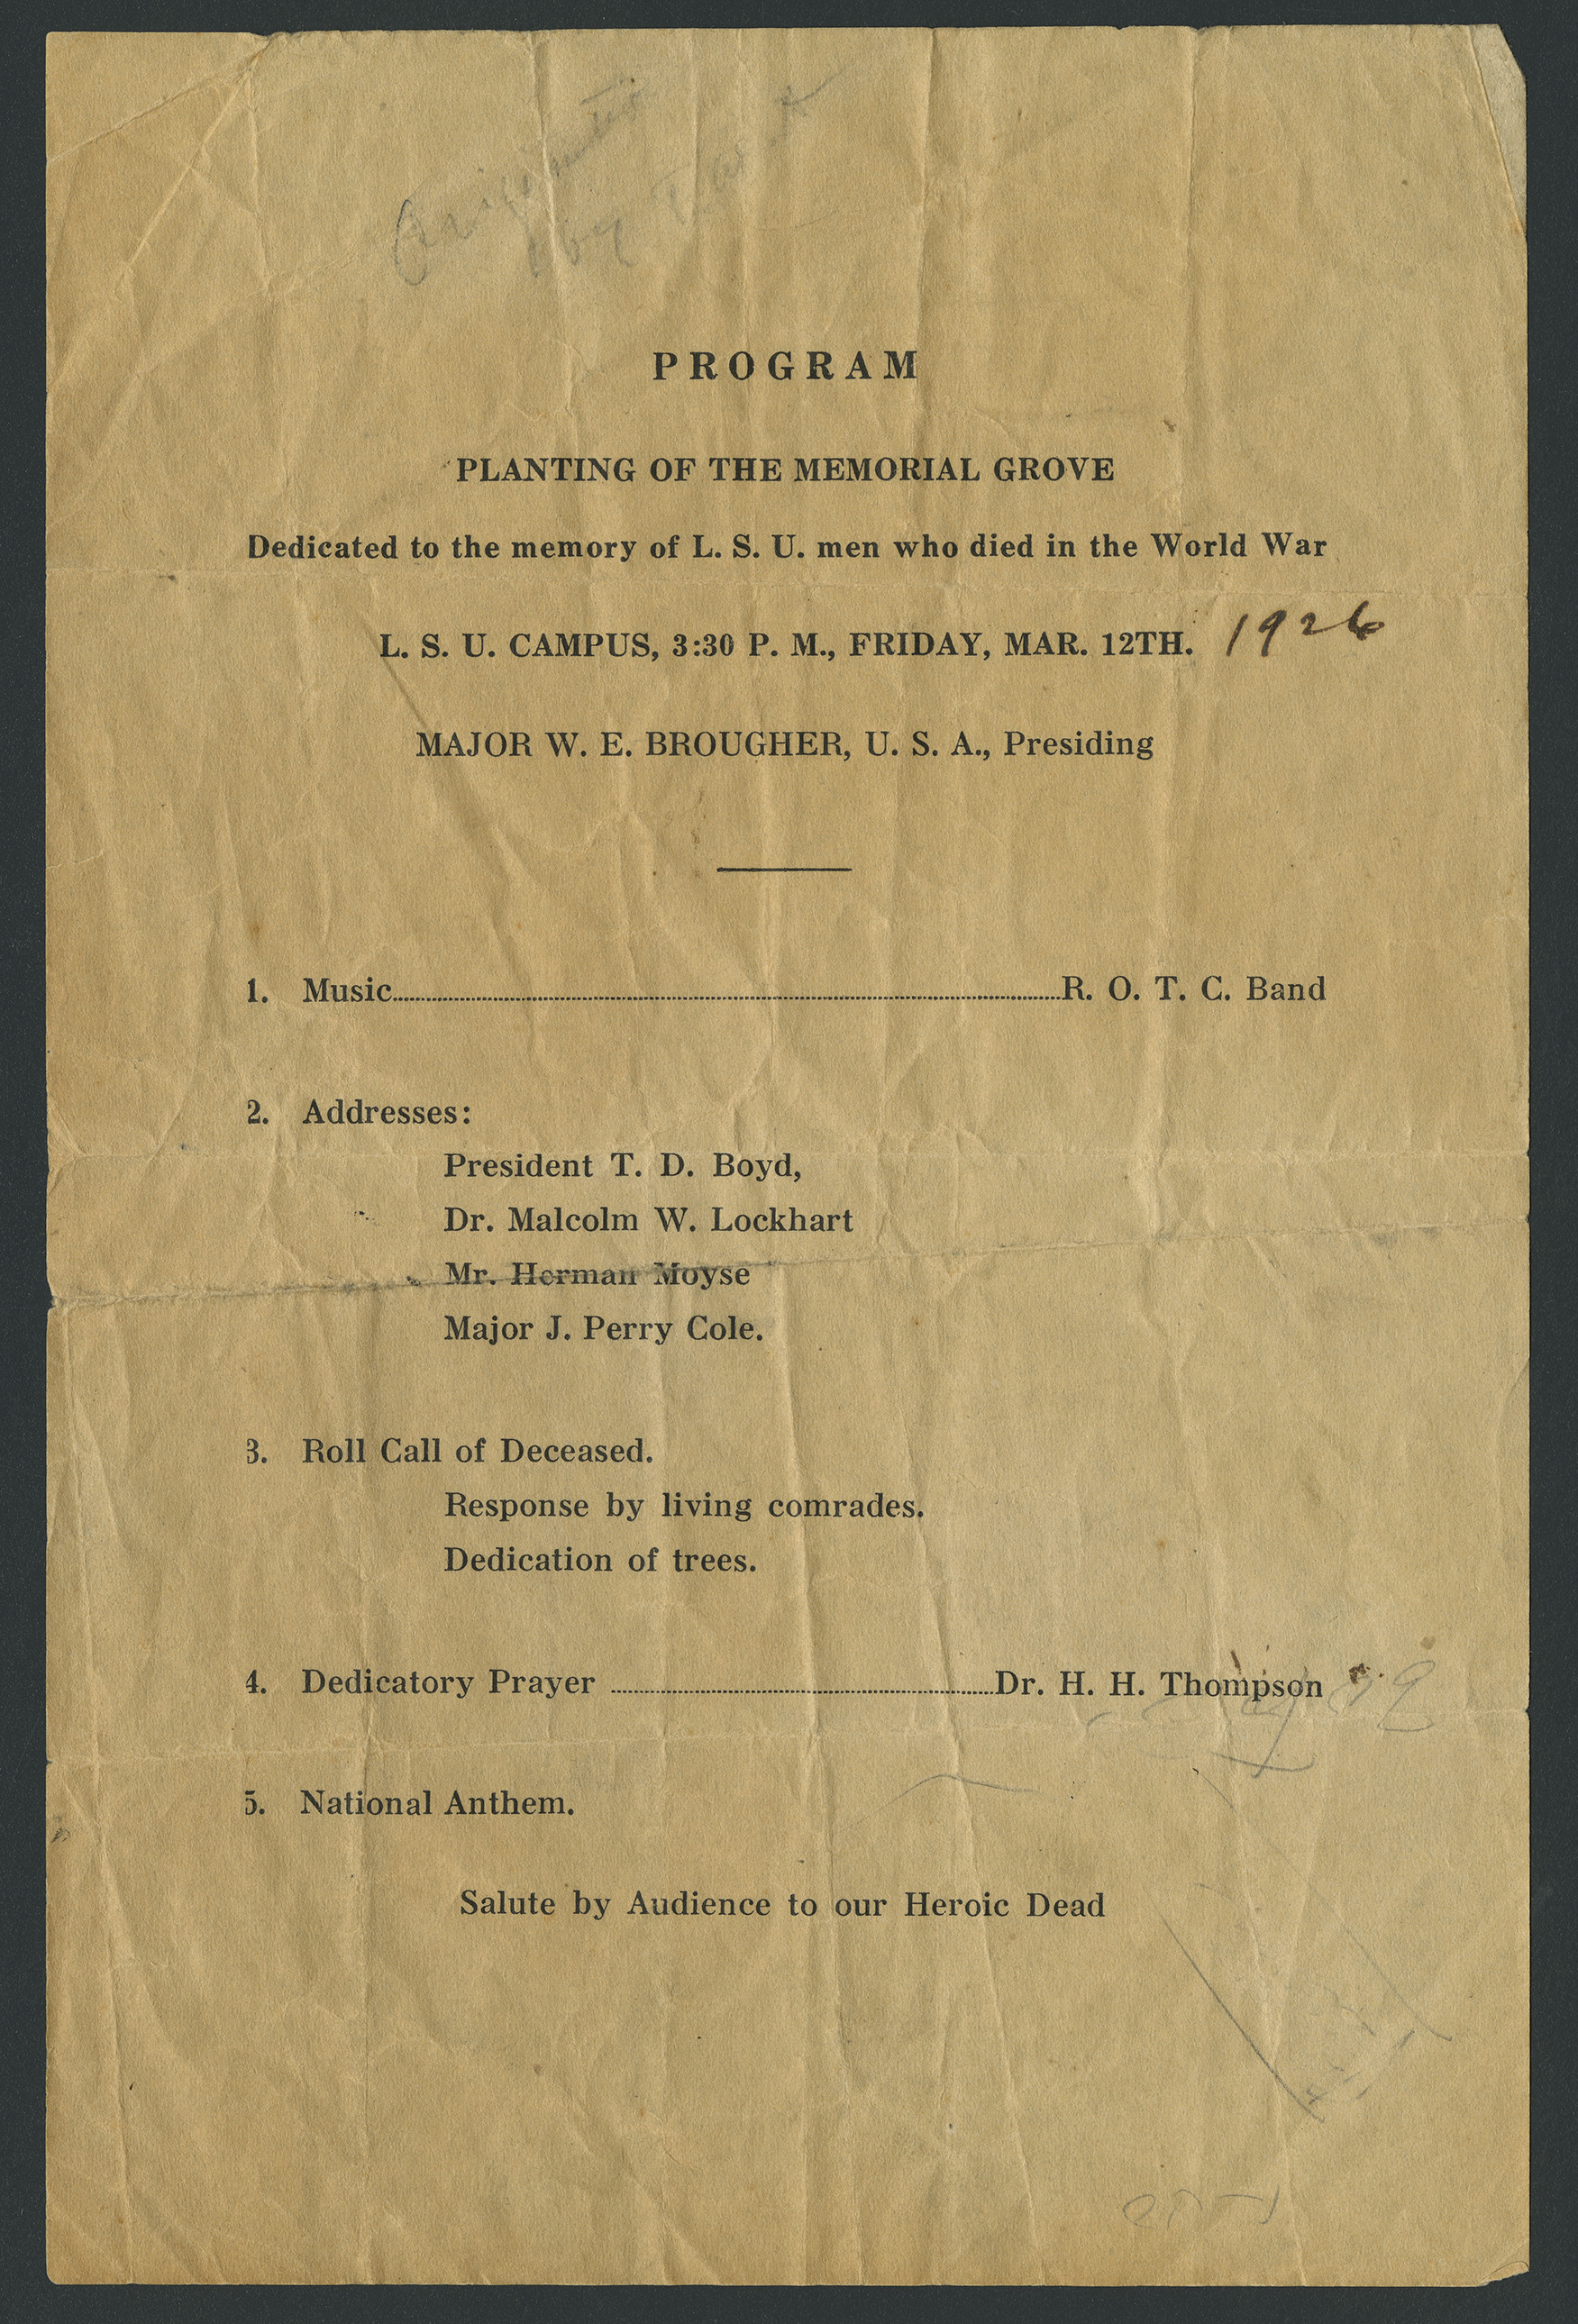 by
PROGRAM
PLANTING OF THE MEMORIAL GROVE
Dedicated to the memory of L. S. U. men who died in the World War
L. S. U. CAMPUS, 3:30 P. M., FRIDAY, MAR. 12TH. 1926
MAJOR W. E. BROUGHER, U. S. A., Presiding
1. Music........R. O. T. C. Band
2. Addresses:
President T. D. Boyd,
Dr. Malcolm W. Lockhart
Mr. Herman Moyse
Major J. Perry Cole.
3. Roll Call of Deceased.
Response by living comrades.
Dedication of trees.
4. Dedicatory Prayer ........Dr. H. H. Thompson
5. National Anthem.
Salute by Audience to our Heroic Dead